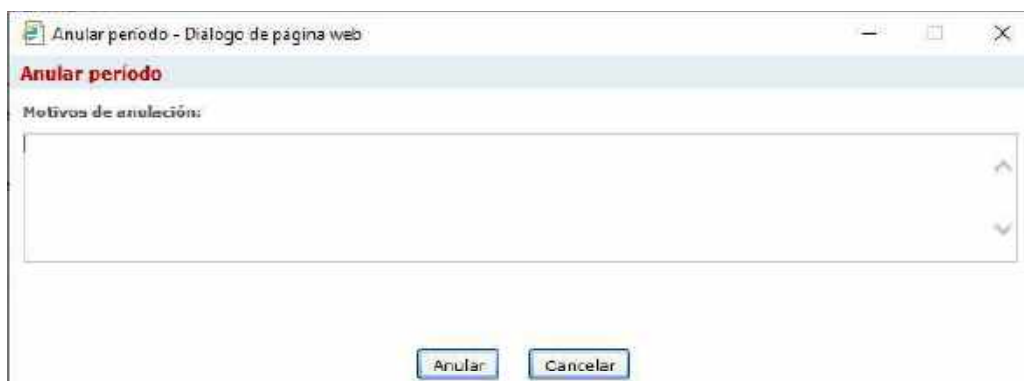 Anular período - Diálogo de página web
Anular período
Motivos de anulación:
Anular
Cancelar